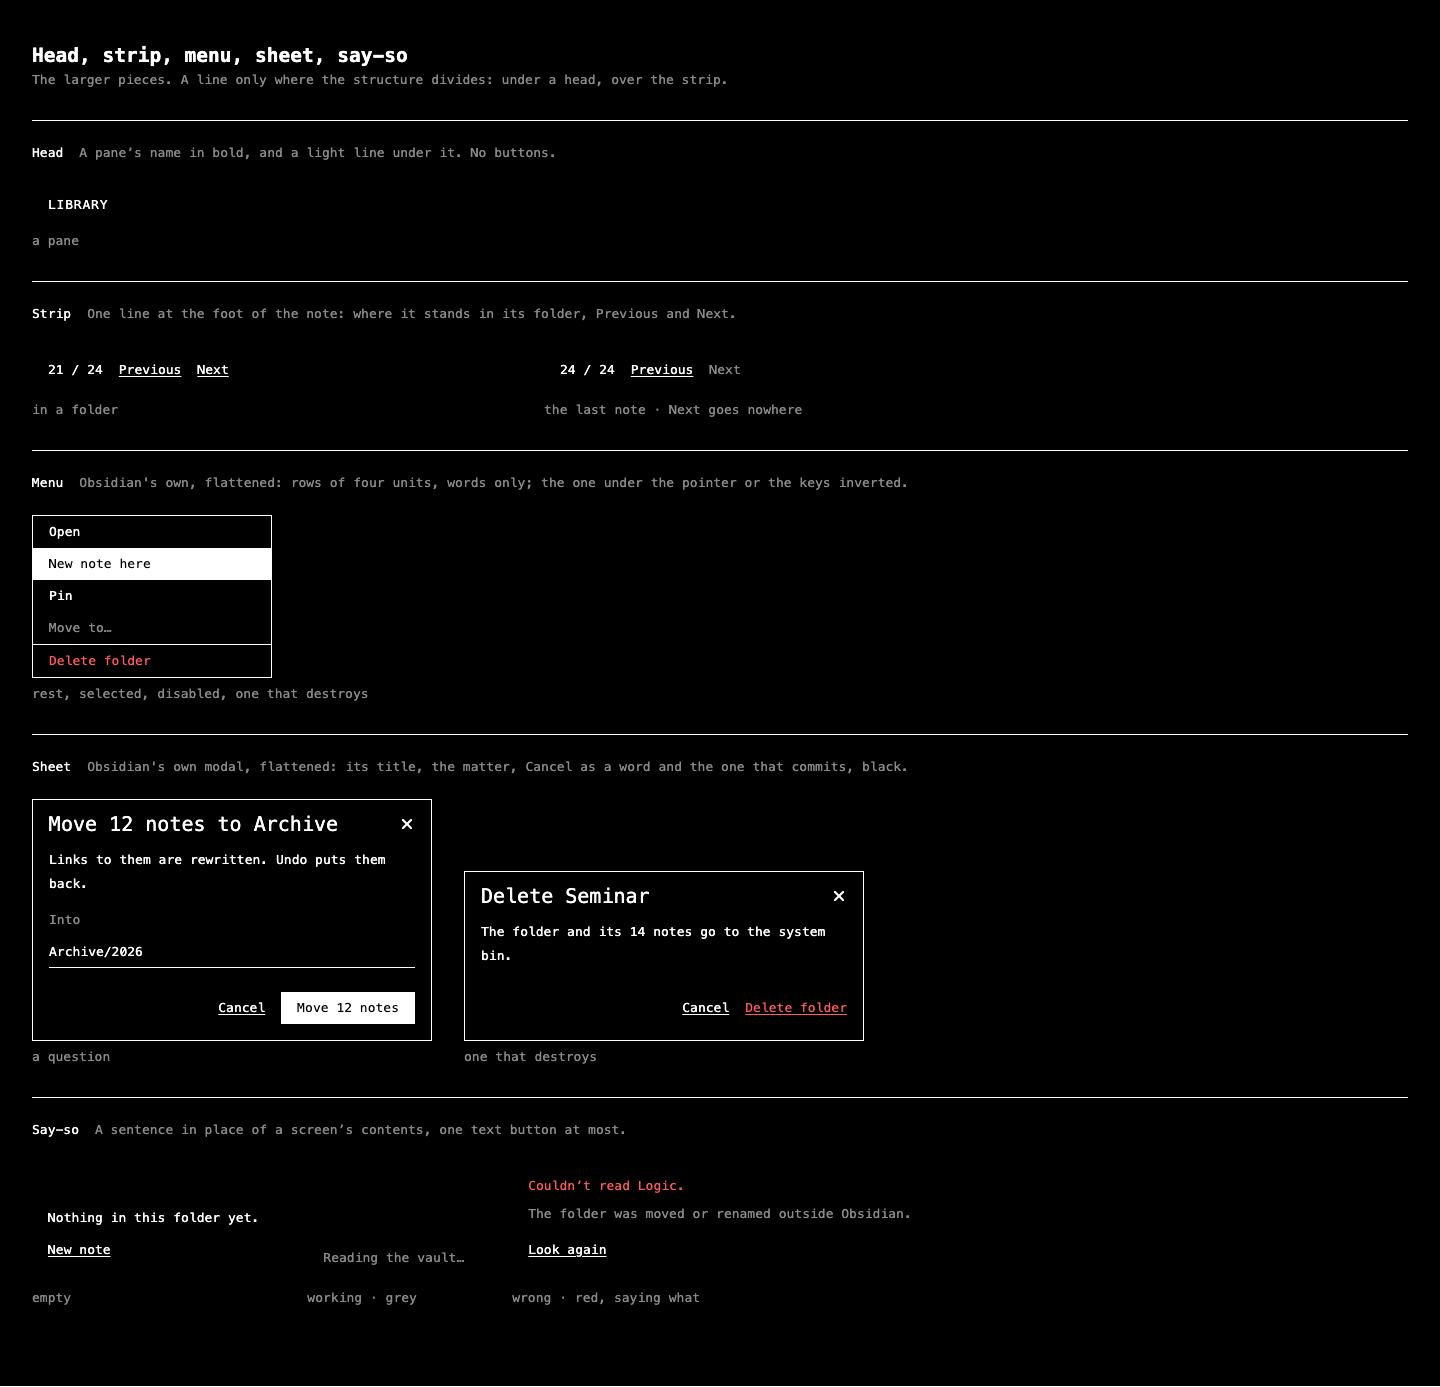 Head, strip, menu, sheet, say-so
The larger pieces. A line only where the structure divides: under a head, over the strip.
Head A pane’s name in bold, and a light line under it. No buttons.
LIBRARY
a pane
Strip One line at the foot of the note: where it stands in its folder, Previous and Next.
21 / 24 Previous Next
24 / 24 Previous Next
in a folder
the last note · Next goes nowhere
Menu Obsidian's own, flattened: rows of four units, words only; the one under the pointer or the keys inverted.
Open
New note here
Pin
Move to…
Delete folder
rest, selected, disabled, one that destroys
Sheet Obsidian's own modal, flattened: its title, the matter, Cancel as a word and the one that commits, black.
Move 12 notes to Archive
Links to them are rewritten. Undo puts them
back.
Into
Archive/2026
Cancel Move 12 notes
a question
Delete Seminar
The folder and its 14 notes go to the system
bin.
Cancel Delete folder
one that destroys
Say-so A sentence in place of a screen’s contents, one text button at most.
Nothing in this folder yet.
New note
empty
Reading the vault…
working · grey
Couldn’t read Logic.
The folder was moved or renamed outside Obsidian.
Look again
wrong · red, saying what